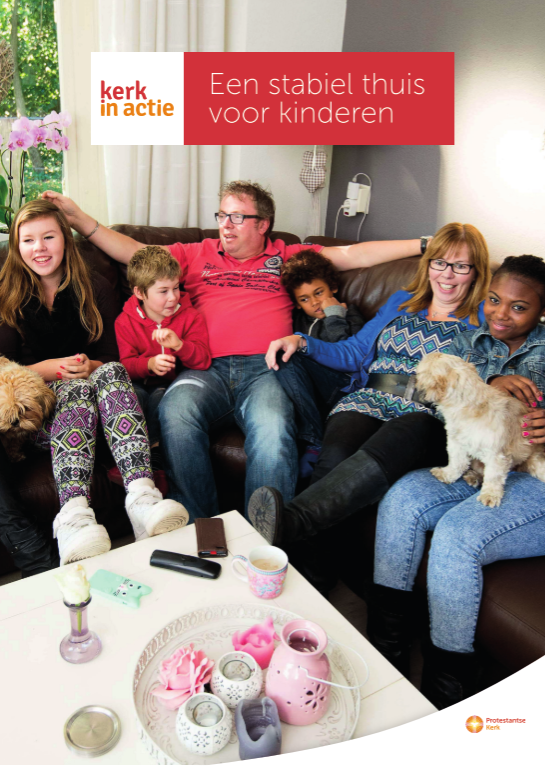 kerk
in actie
Een stabiel thuis
voor kinderen
Protestantse
Kerk